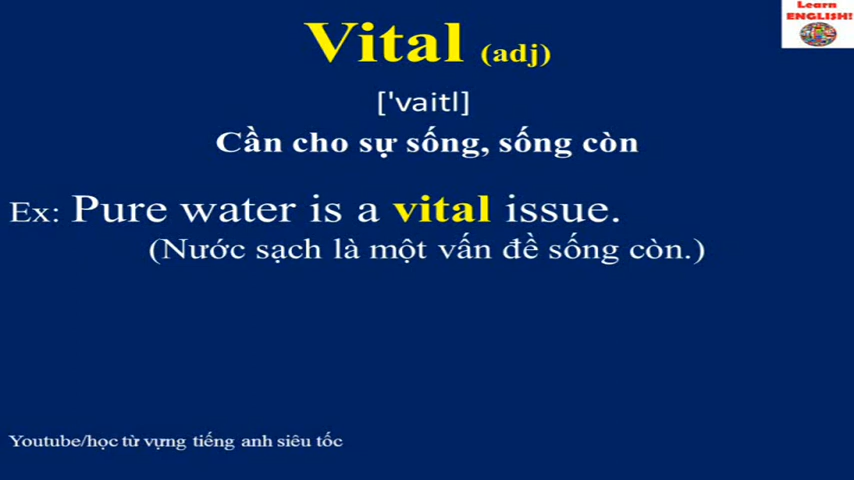 Learn
ENGLISH!
Vital (adj)
['vaitl]
Cần cho sự sống, sống còn
Ex: Pure water is a vital issue.
(Nước sạch là một vấn đề sống còn.)
Youtube/học từ vựng tiếng anh siêu tốc